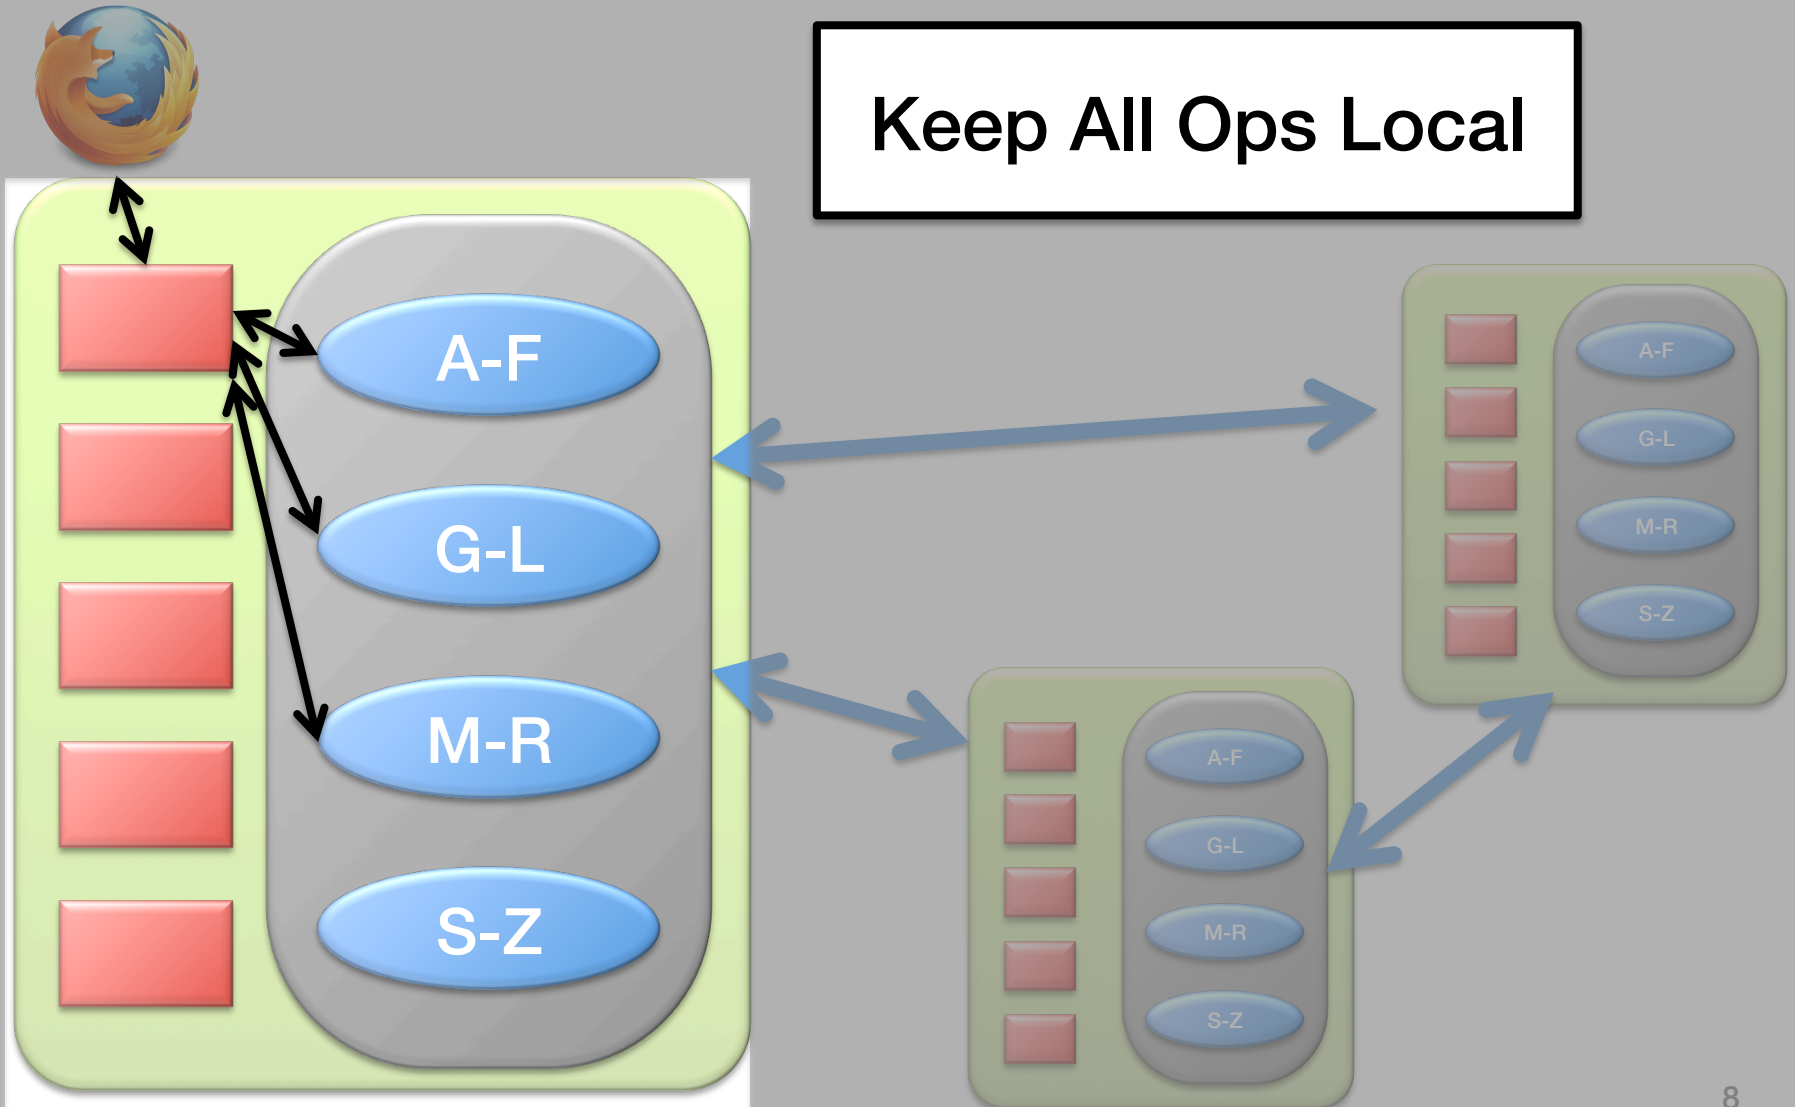 Keep All Ops Local
A-F
G-L
M-R
S-Z
A-F
G-L
M-R
S-Z
A-F
G-L
M-R
S-Z
8